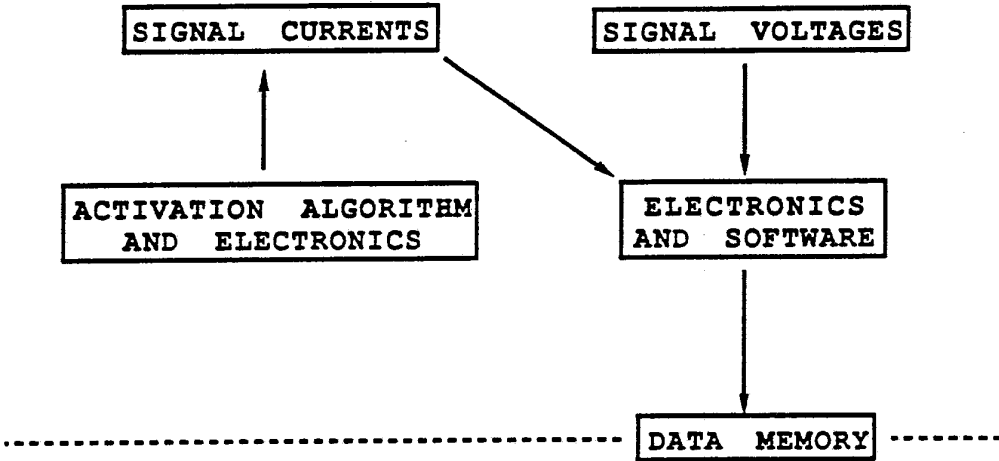 SIGNAL CURRENTS
SIGNAL VOLTAGES
ACTIVATION ALGORITHM
AND ELECTRONICS
ELECTRONICS
AND SOFTWARE
DATA MEMORY